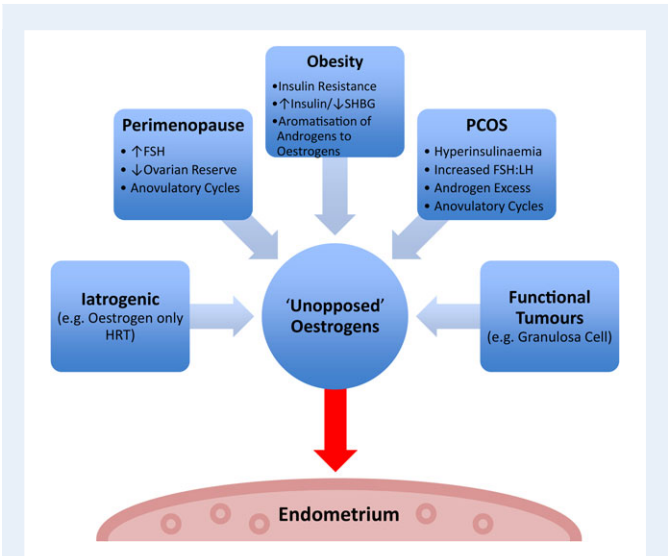 Obesity
•Insulin Resistance
•↑Insulin/↓SHBG
•Aromatisation of
Androgens to
Oestrogens
Perimenopause
• ↑FSH
• ↓Ovarian Reserve
• Anovulatory Cycles
PCOS
• Hyperinsulinaemia
• Increased FSH:LH
• Androgen Excess
• Anovulatory Cycles
Iatrogenic
(e.g. Oestrogen only
HRT)
‘Unopposed’
Oestrogens
Functional
Tumours
(e.g. Granulosa Cell)
Endometrium